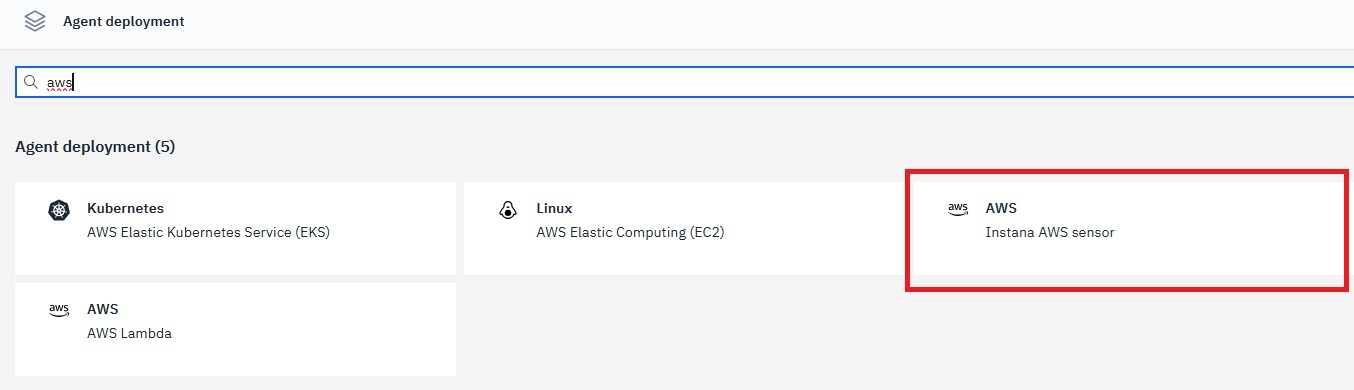 Agent deployment
aws
Agent deployment (5)
Kubernetes
AWS Elastic Kubernetes Service (EKS)
Linux
AWS Elastic Computing (EC2)
aws
AWS
Instana AWS sensor
aws
AWS
AWS Lambda